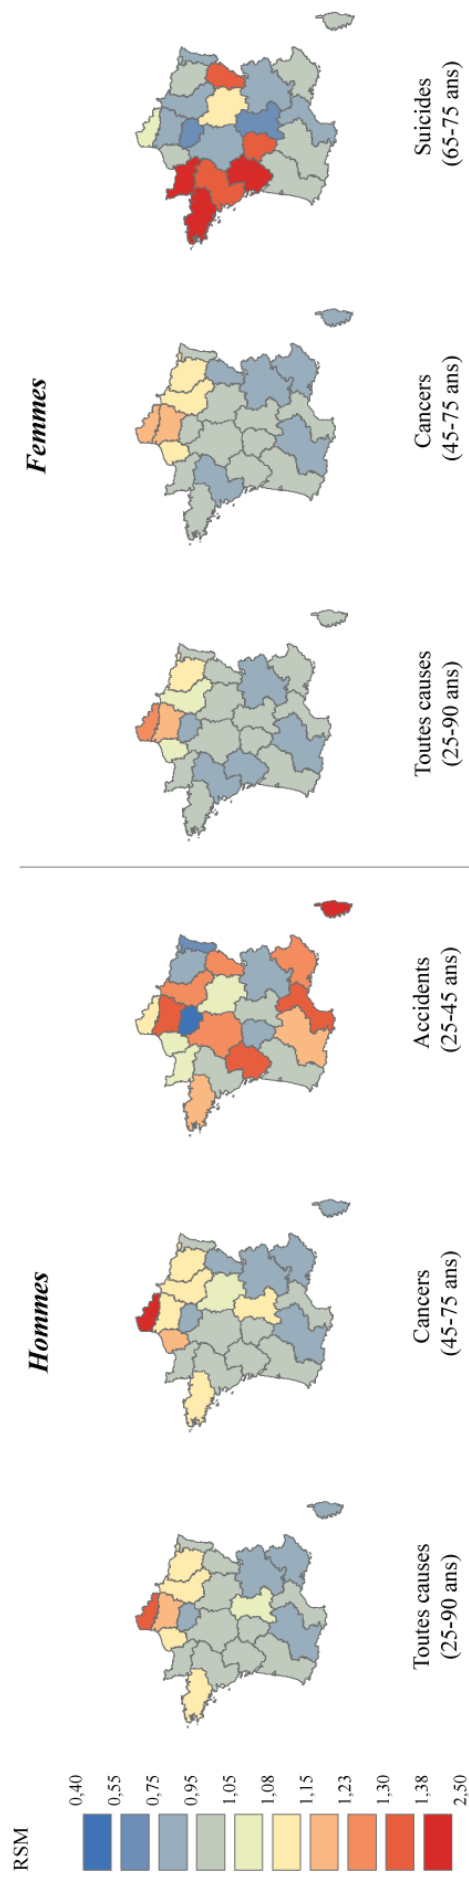 RSM
0,40
0,55
0,75
0,95
1,05
1,08
1,15
1,23
1,30
1,38
2,50
Hommes
Toutes causes
(25-90 ans)
Cancers
(45-75 ans)
Accidents
(25-45 ans)
Femmes
Toutes causes
(25-90 ans)
Cancers
(45-75 ans)
Suicides
(65-75 ans)